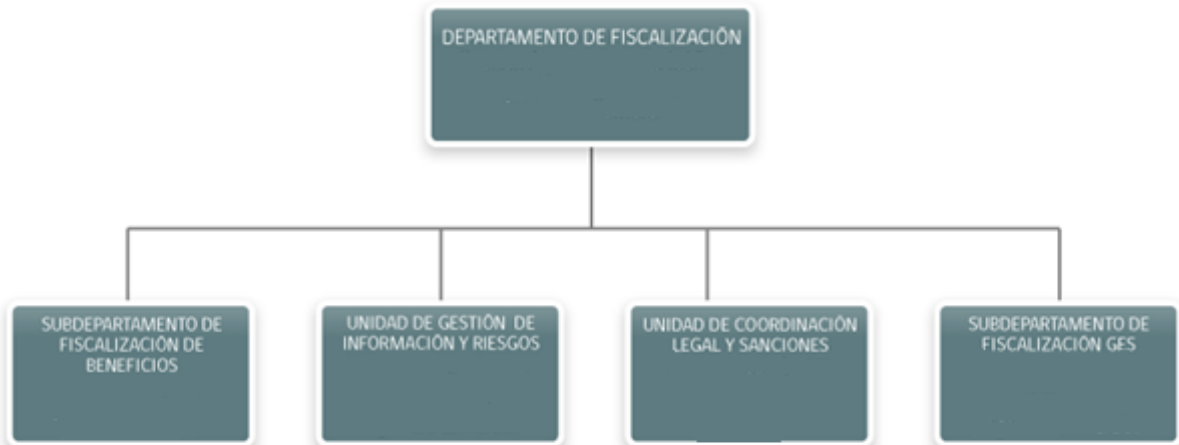 DEPARTAMENTO DE FISCALIZACIÓN
SUBDEPARTAMENTO DE
FISCALIZACIÓN DE
BENEFICIOS
UNIDAD DE GESTIÓN DE
INFORMACIÓN Y RIESGOS
UNIDAD DE COORDINACIÓN
LEGAL Y SANCIONES
SUBDEPARTAMENTO DE
FISCALIZACIÓN GES